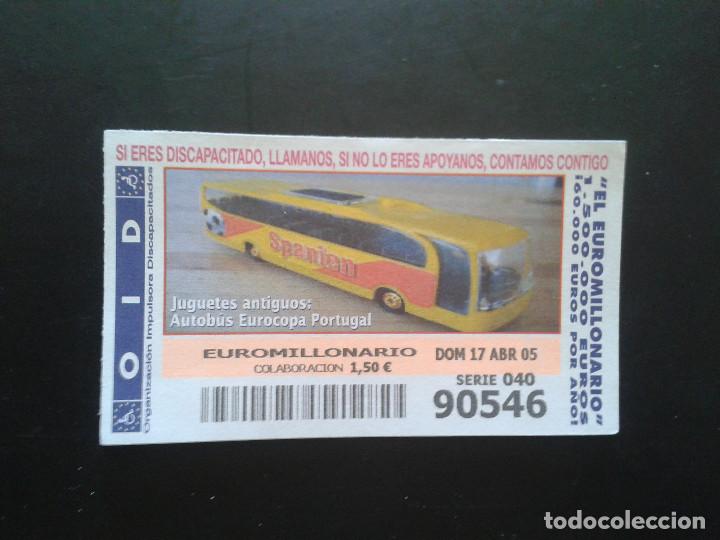 SI ERES DISCAPACITADO, LLAMANOS, SI NO LO ERES APOYANOS, CONTAMOS CONTIGO
OID
Organización Impulsora Discapacitados
Spanien
Juguetes antiguos:
Autobús Eurocopa Portugal
EUROMILLONARIO
COLABORACION 1,50 €
DOM 17 ABR 05
SERIE 040
90546
"EL EUROMILLONARIO"
1.500.000 EUROS
¡60.000 EUROS POR AÑO!
todocoleccion